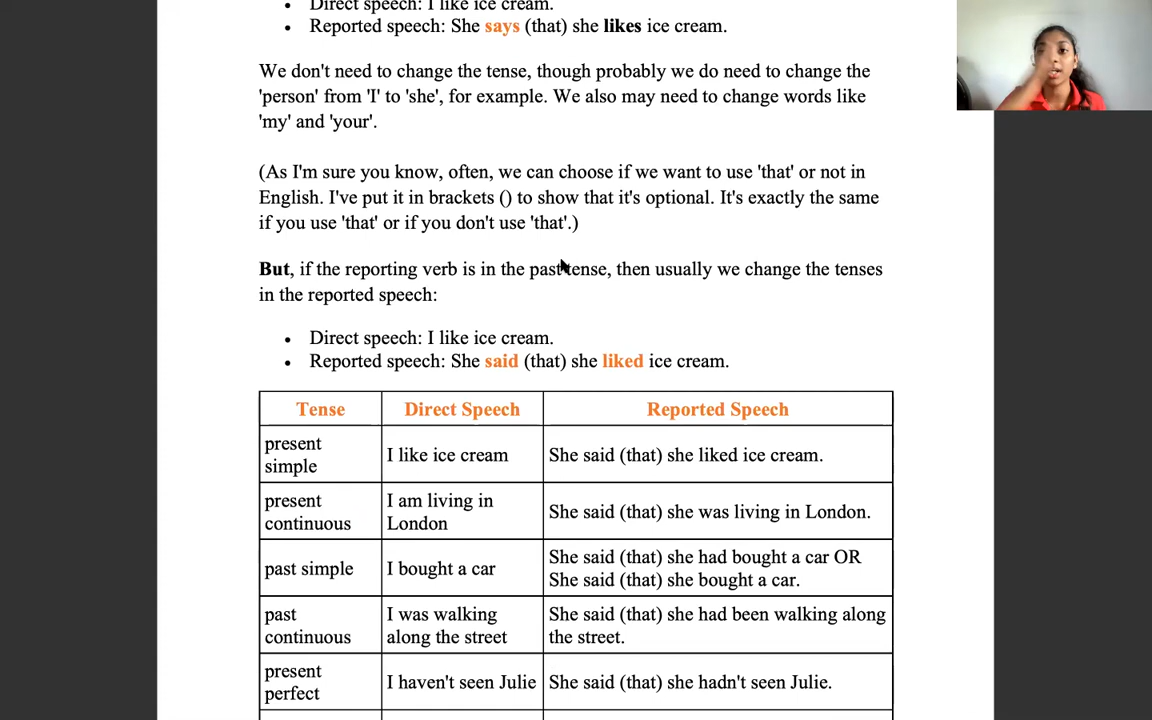 Direct speech: I like ice cream.
Reported speech: She says (that) she likes ice cream.
We don't need to change the tense, though probably we do need to change the
'person' from 'I' to 'she', for example. We also may need to change words like
'my' and 'your'.
(As I'm sure you know, often, we can choose if we want to use 'that' or not in
English. I've put it in brackets () to show that it's optional. It's exactly the same
if you use 'that' or if you don't use 'that'.)
But, if the reporting verb is in the past tense, then usually we change the tenses
in the reported speech:
Direct speech: I like ice cream.
Reported speech: She said (that) she liked ice cream.
Tense Direct Speech Reported Speech
present
simple
I like ice cream
She said (that) she liked ice cream.
present
continuous
I am living in
London
She said (that) she was living in London.
past simple
I bought a car
She said (that) she had bought a car OR
She said (that) she bought a car.
past
continuous
I was walking
along the street
She said (that) she had been walking along
the street.
present
perfect
I haven't seen Julie
She said (that) she hadn't seen Julie.